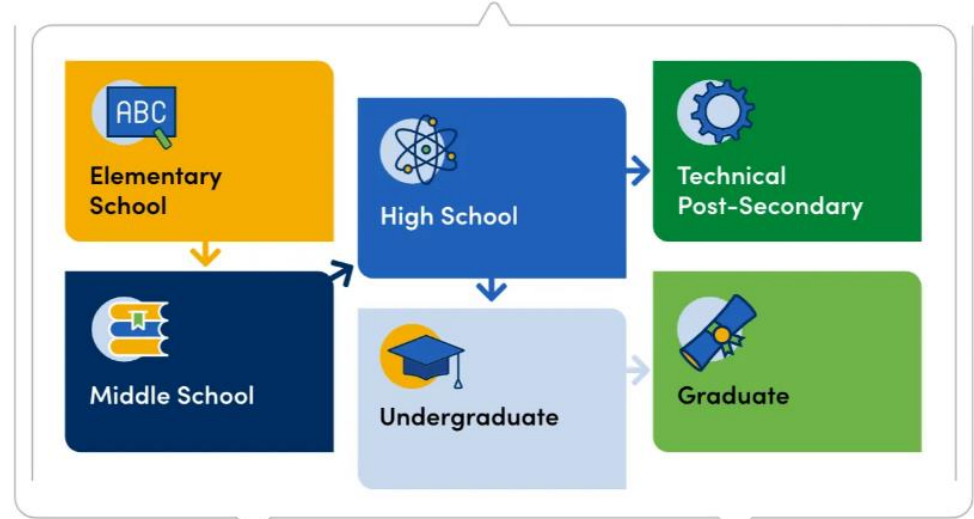 ABC
Elementary
School
Middle School
High School
Undergraduate
Technical
Post-Secondary
Graduate